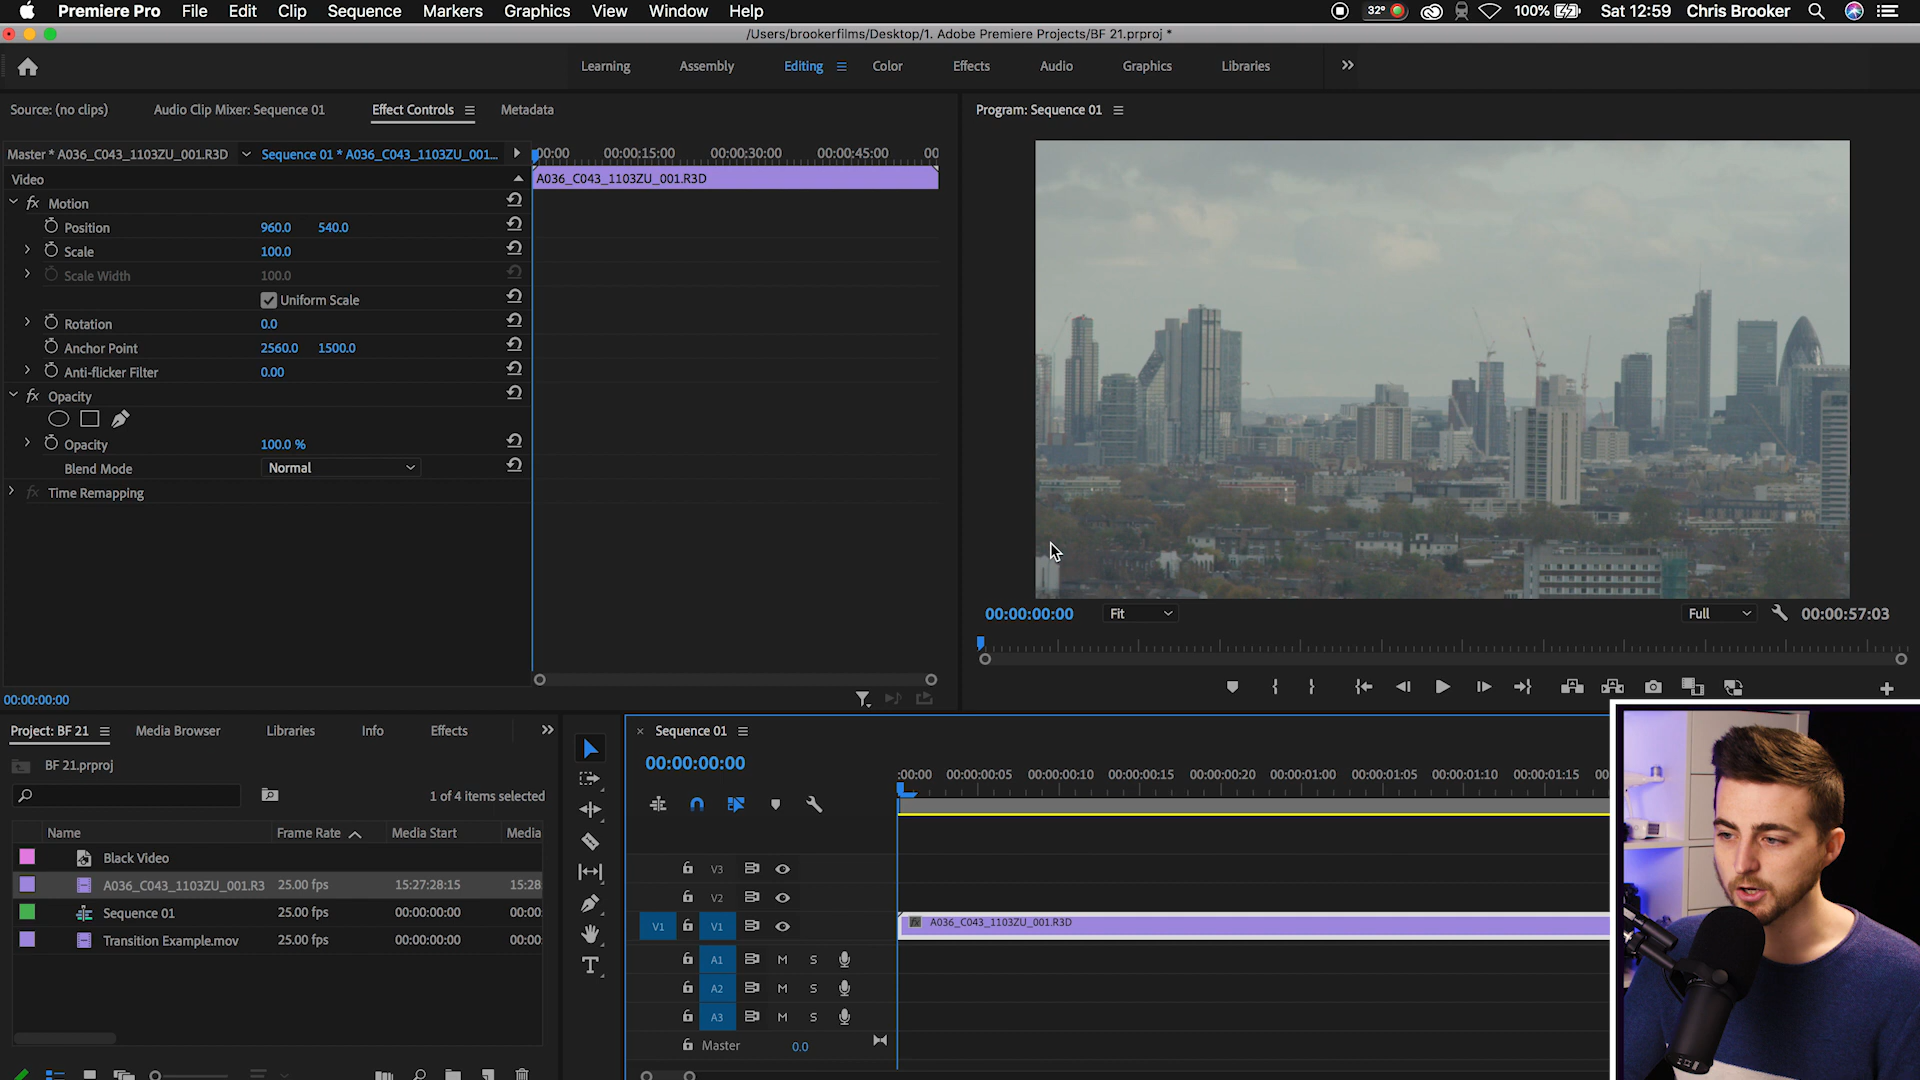 Premiere Pro File Edit Clip Sequence Markers Graphics View Window Help 32° 100% Sat 12:59 Chris Brooker
/Users/brookerfilms/Desktop/1. Adobe Premiere Projects/BF 21.prproj *
Learning Assembly Editing Color Effects Audio Graphics Libraries
Source: (no clips) Audio Clip Mixer: Sequence 01 Effect Controls Metadata
Program: Sequence 01
Master * A036_C043_1103ZU_001.R3D Sequence 01 * A036_C043_1103ZU_001... 00:00 00:00:15:00 00:00:30:00 00:00:45:00 00
Video A036_C043_1103ZU_001.R3D
fx Motion
Position 960.0 540.0
Scale 100.0
Scale Width 100.0
Uniform Scale
Rotation 0.0
Anchor Point 2560.0 1500.0
Anti-flicker Filter 0.00
fx Opacity
Opacity 100.0 %
Blend Mode Normal
fx Time Remapping
00:00:00:00
00:00:00:00 Fit Full 00:00:57:03
Project: BF 21 Media Browser Libraries Info Effects
BF 21.prproj
1 of 4 items selected
Name Frame Rate Media Start Media
Black Video
A036_C043_1103ZU_001.R3 25.00 fps 15:27:28:15 15:28
Sequence 01 25.00 fps 00:00:00:00 00:00
Transition Example.mov 25.00 fps 00:00:00:00 00:00
× Sequence 01
00:00:00:00
:00:00 00:00:00:05 00:00:00:10 00:00:00:15 00:00:00:20 00:00:01:00 00:00:01:05 00:00:01:10 00:00:01:15 00
V3
V2
V1 V1 fx A036_C043_1103ZU_001.R3D
A1 M S
A2 M S
A3 M S
Master 0.0